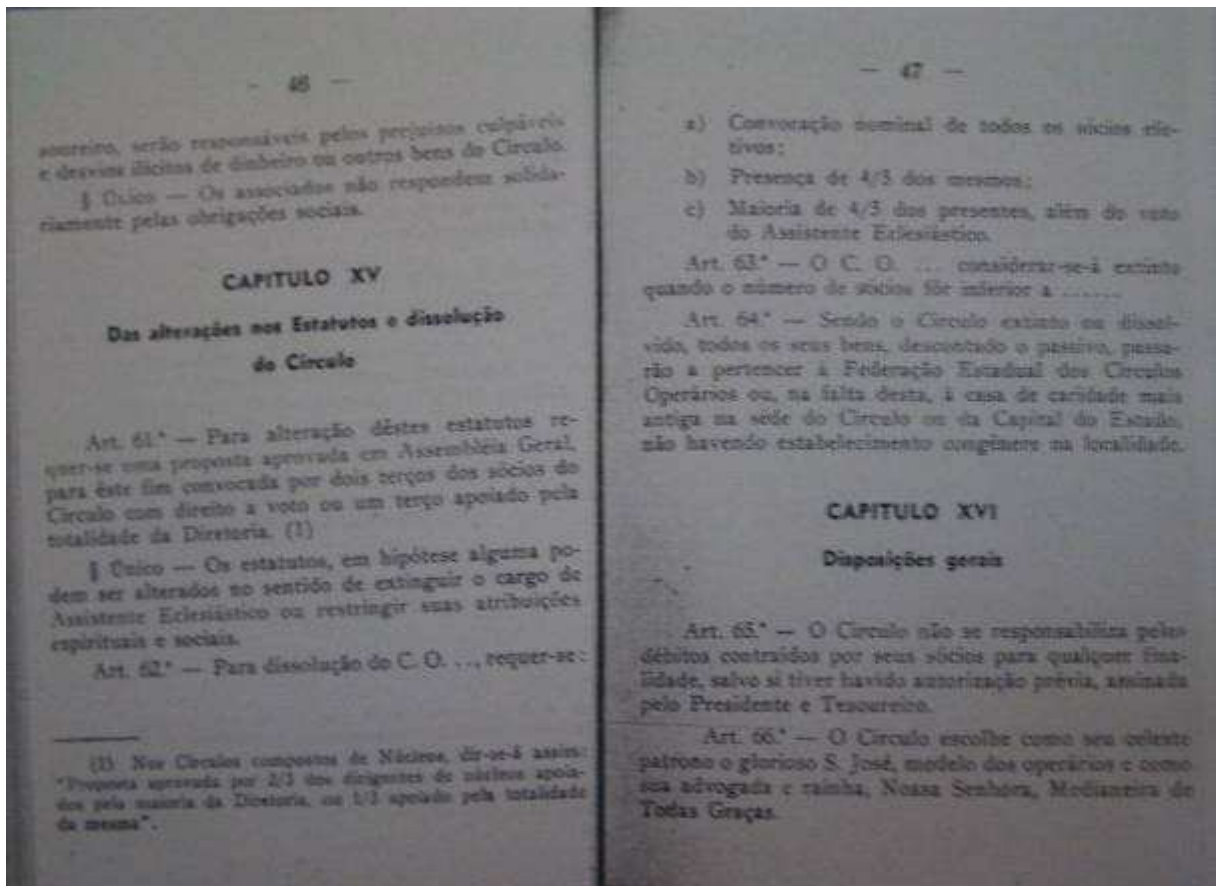 - 46 —
soureiro, serão responsáveis pelos prejuizos culpáveis
e desvios ilícitos de dinheiro ou outros bens do Círculo.
§ Único — Os associados não respondem solida-
riamente pelas obrigações sociais.
CAPITULO XV
Das alterações nos Estatutos e dissolução
do Círculo
Art. 61.° — Para alteração dêstes estatutos re-
quer-se uma proposta aprovada em Assembléia Geral,
para êste fim convocada por dois terços dos sócios do
Círculo com direito a voto ou um terço apoiado pela
totalidade da Diretoria. (1)
§ Único — Os estatutos, em hipótese alguma po-
dem ser alterados no sentido de extinguir o cargo de
Assistente Eclesiástico ou restringir suas atribuições
espirituais e sociais.
Art. 62.° — Para dissolução do C. O. ..., requer-se:
(1) Nos Círculos compostos de Núcleos, dir-se-á assim:
"Proposta aprovada por 2/3 dos dirigentes de núcleos apoia-
dos pela maioria da Diretoria, ou 1/3 apoiado pela totalidade
da mesma".
— 47 —
a) Convocação nominal de todos os sócios efe-
tivos;
b) Presença de 4/5 dos mesmos;
c) Maioria de 4/5 dos presentes, além do voto
do Assistente Eclesiástico.
Art. 63.° — O C. O. ... considerar-se-á extinto
quando o número de sócios fôr inferior a ......
Art. 64.° — Sendo o Círculo extinto ou dissol-
vido, todos os seus bens, descontado o passivo, passa-
rão a pertencer à Federação Estadual dos Círculos
Operários ou, na falta desta, à casa de caridade mais
antiga na séde do Círculo ou da Capital do Estado,
não havendo estabelecimento congênere na localidade.
CAPITULO XVI
Disposições gerais
Art. 65.° — O Círculo não se responsabiliza pelos
débitos contraídos por seus sócios para qualquer fina-
lidade, salvo si tiver havido autorização prévia, assinada
pelo Presidente e Tesoureiro.
Art. 66.° — O Círculo escolhe como seu celeste
patrono o glorioso S. José, modelo dos operários e como
sua advogada e rainha, Nossa Senhora, Medianeira de
Todas Graças.